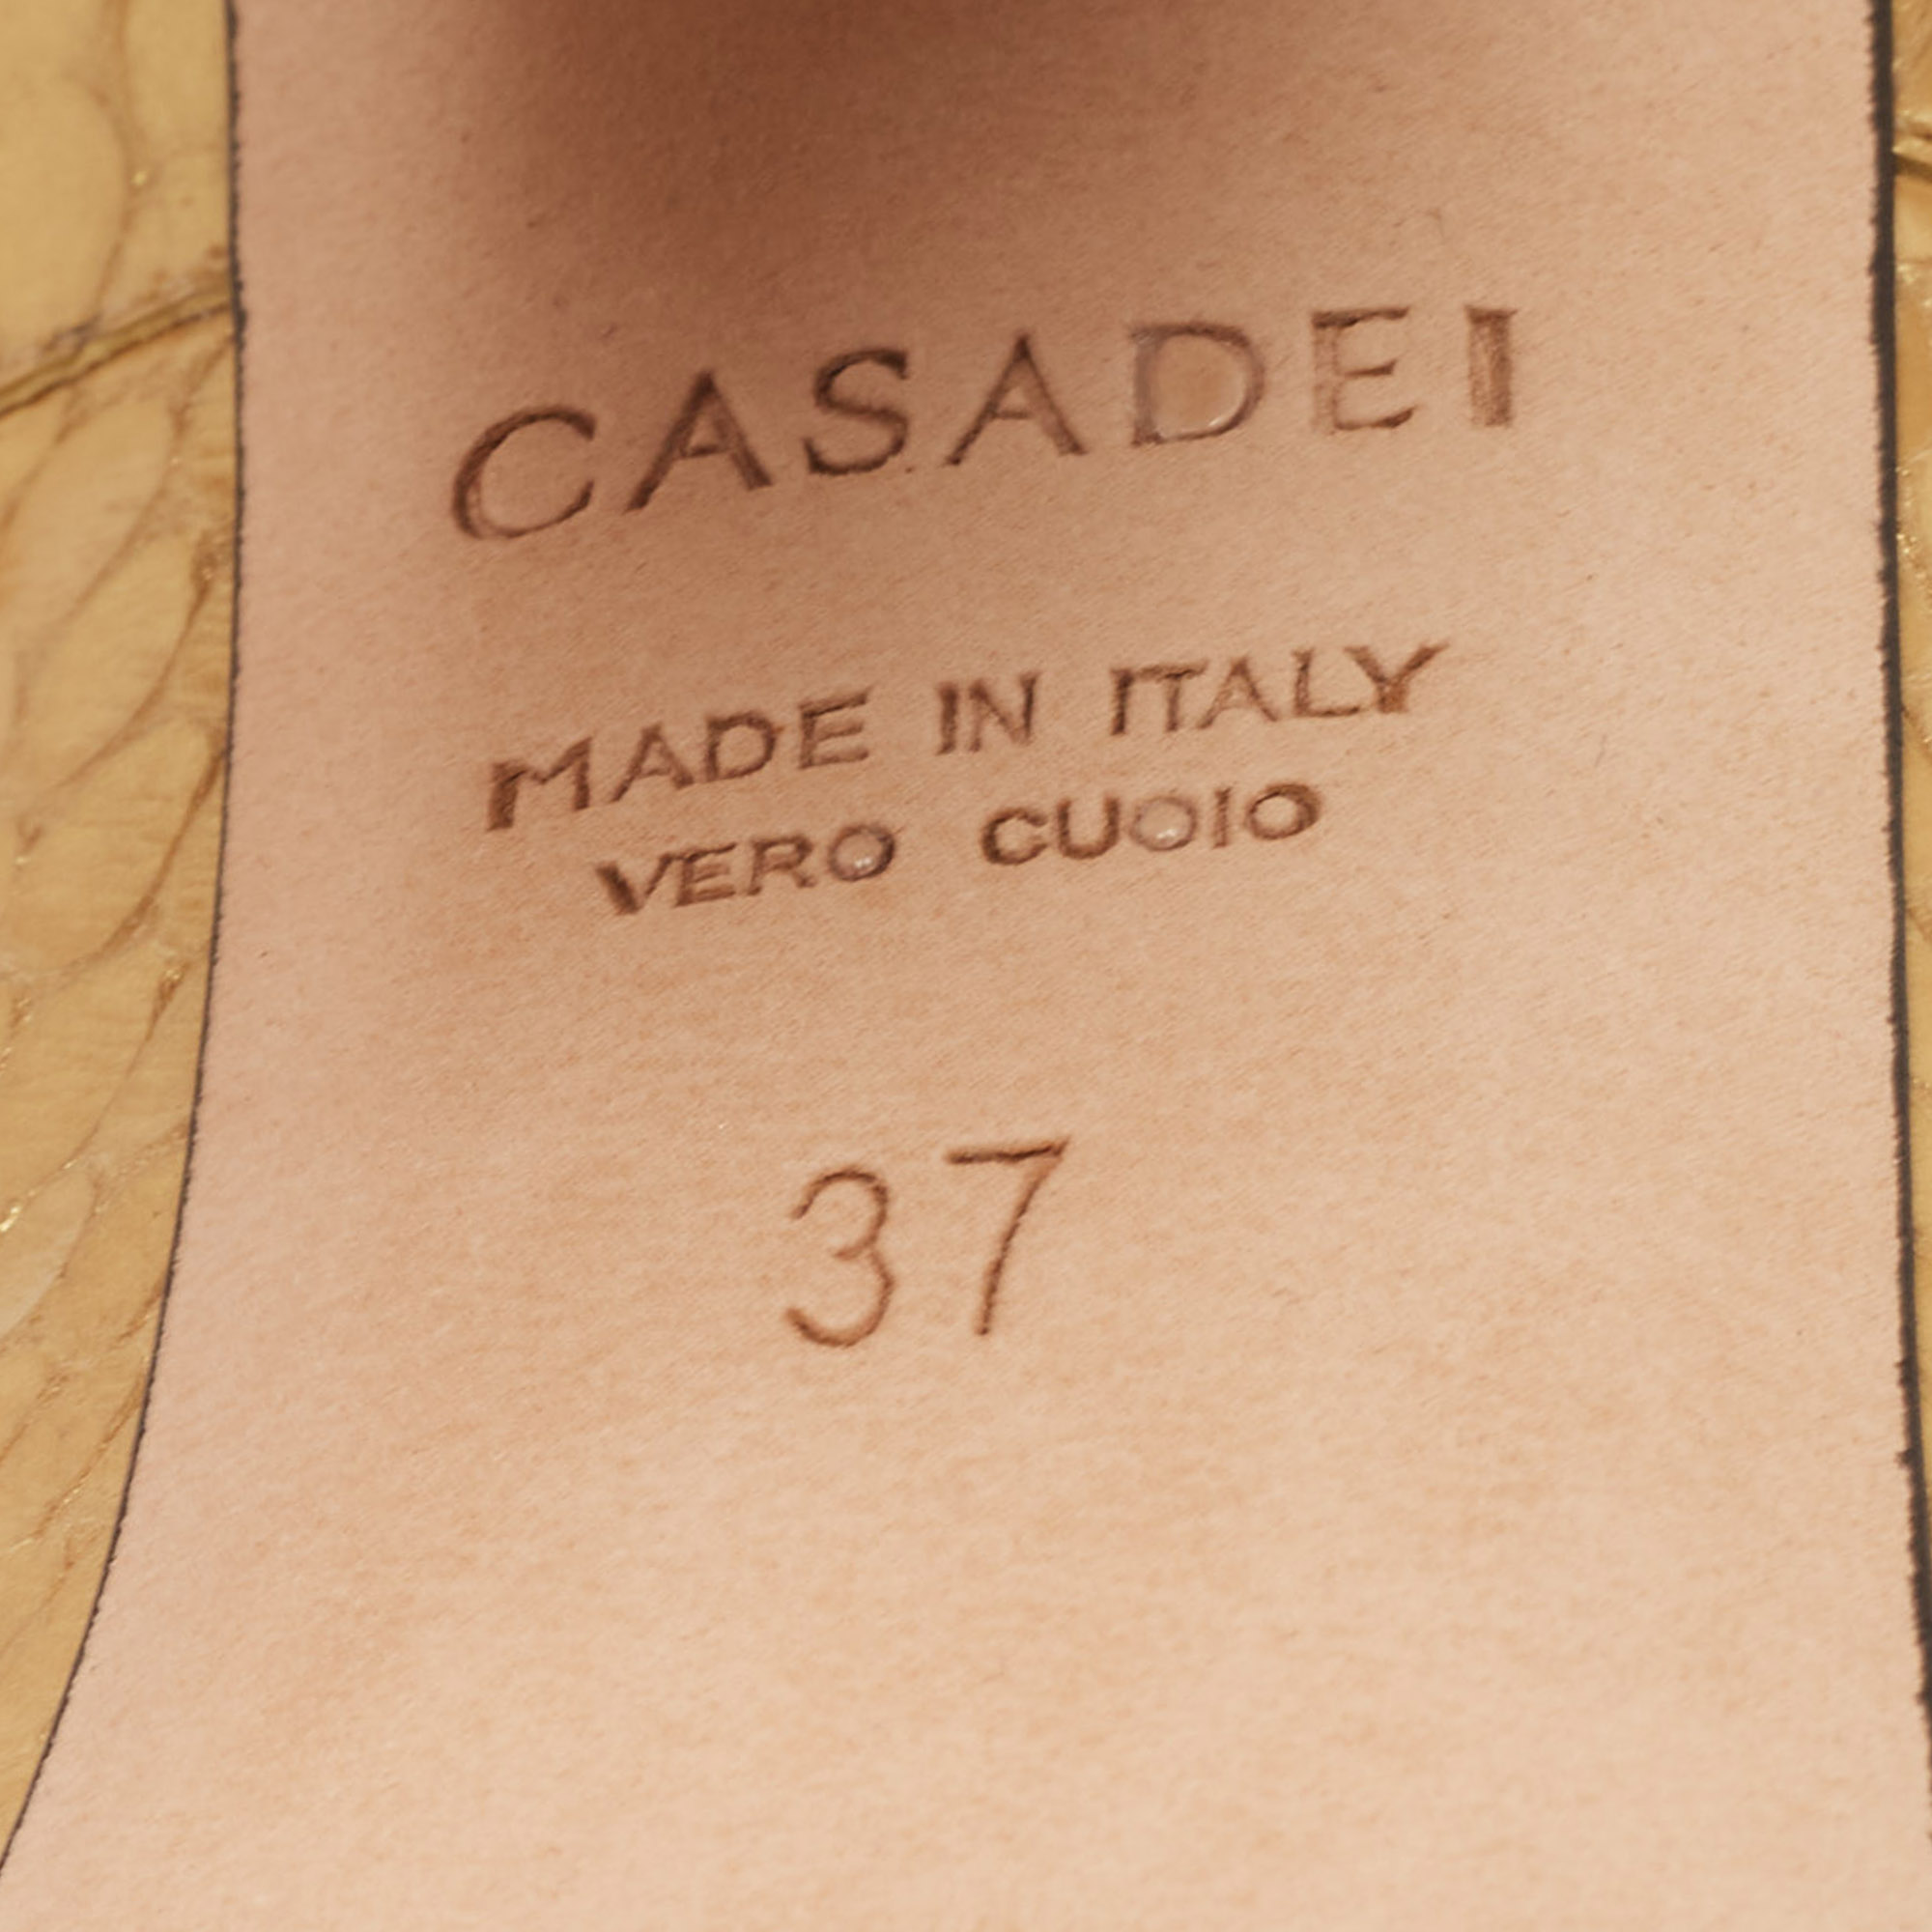 CASADEI
MADE IN ITALY
VERO CUOIO
37